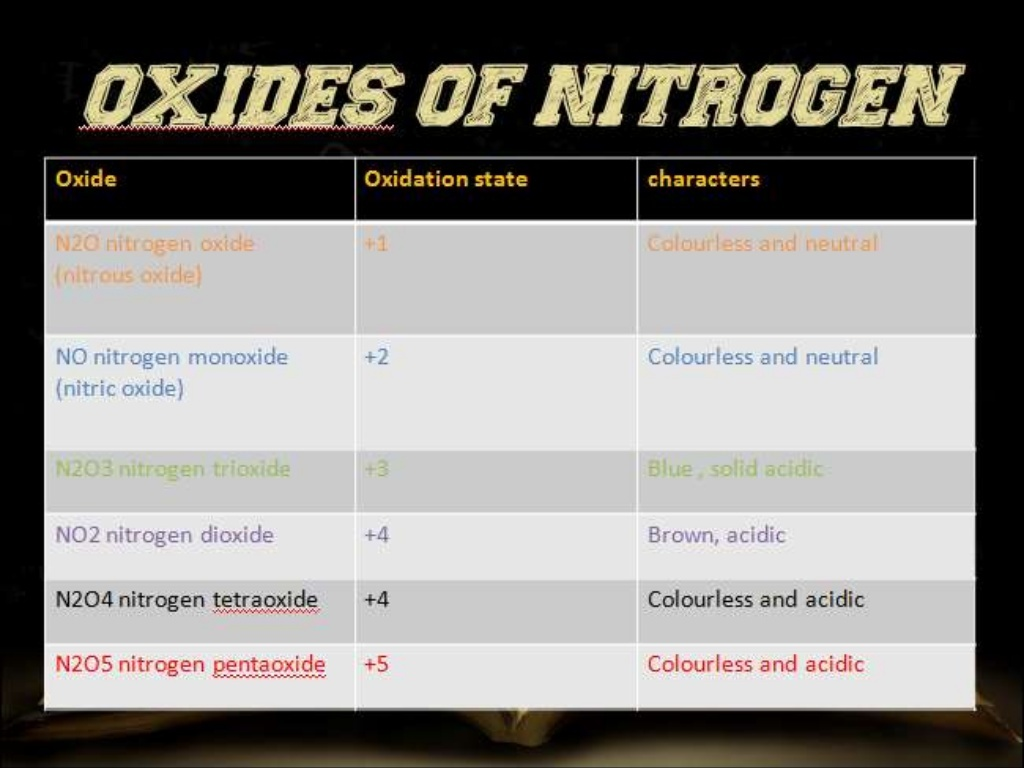 OXIDES OF NITROGEN
Oxide
Oxidation state
characters
N2O nitrogen oxide
(nitrous oxide)
+1
Colourless and neutral
NO nitrogen monoxide
(nitric oxide)
+2
Colourless and neutral
N2O3 nitrogen trioxide
+3
Blue , solid acidic
NO2 nitrogen dioxide
+4
Brown, acidic
N2O4 nitrogen tetraoxide
+4
Colourless and acidic
N2O5 nitrogen pentaoxide
+5
Colourless and acidic